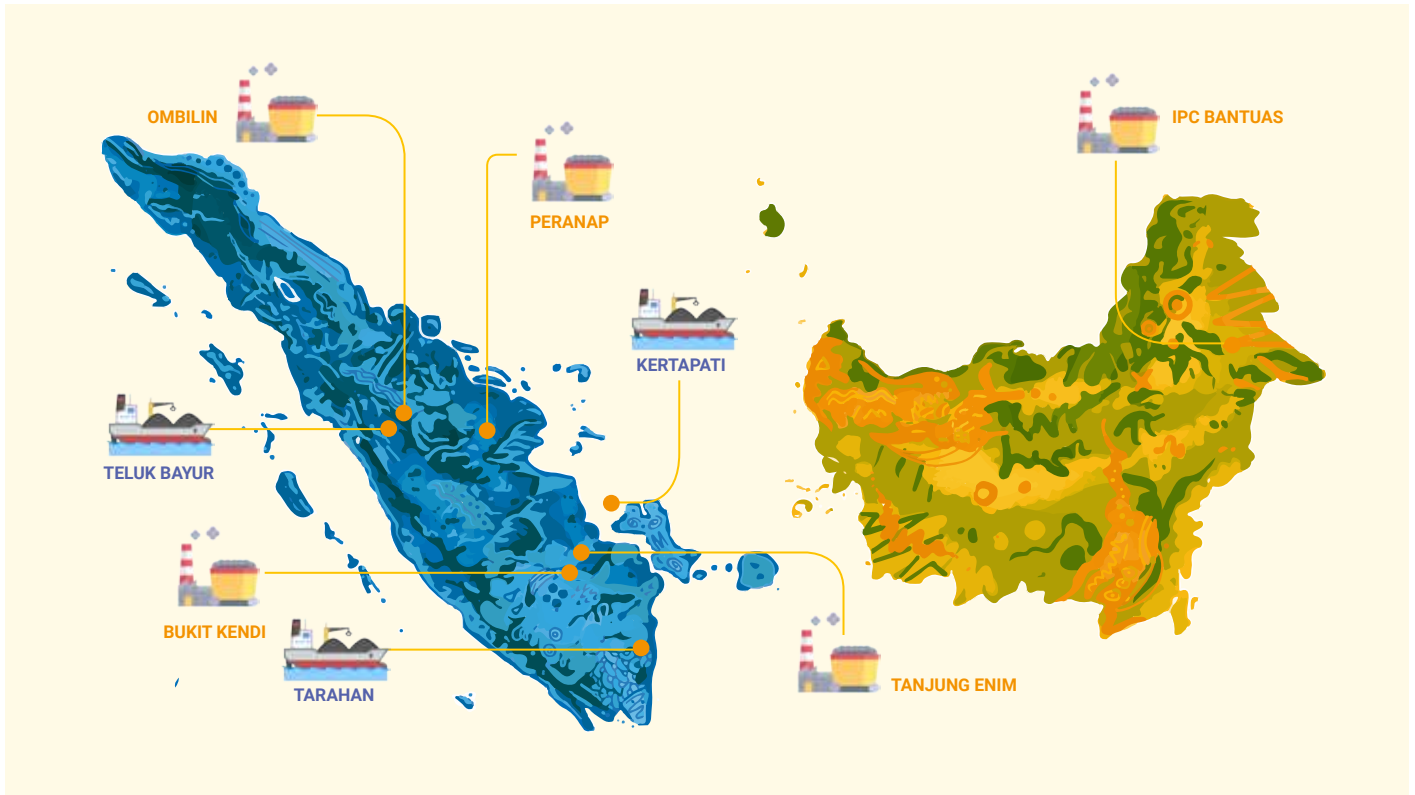 OMBILIN
IPC BANTUAS
PERANAP
KERTAPATI
TELUK BAYUR
BUKIT KENDI
TARAHAN
TANJUNG ENIM